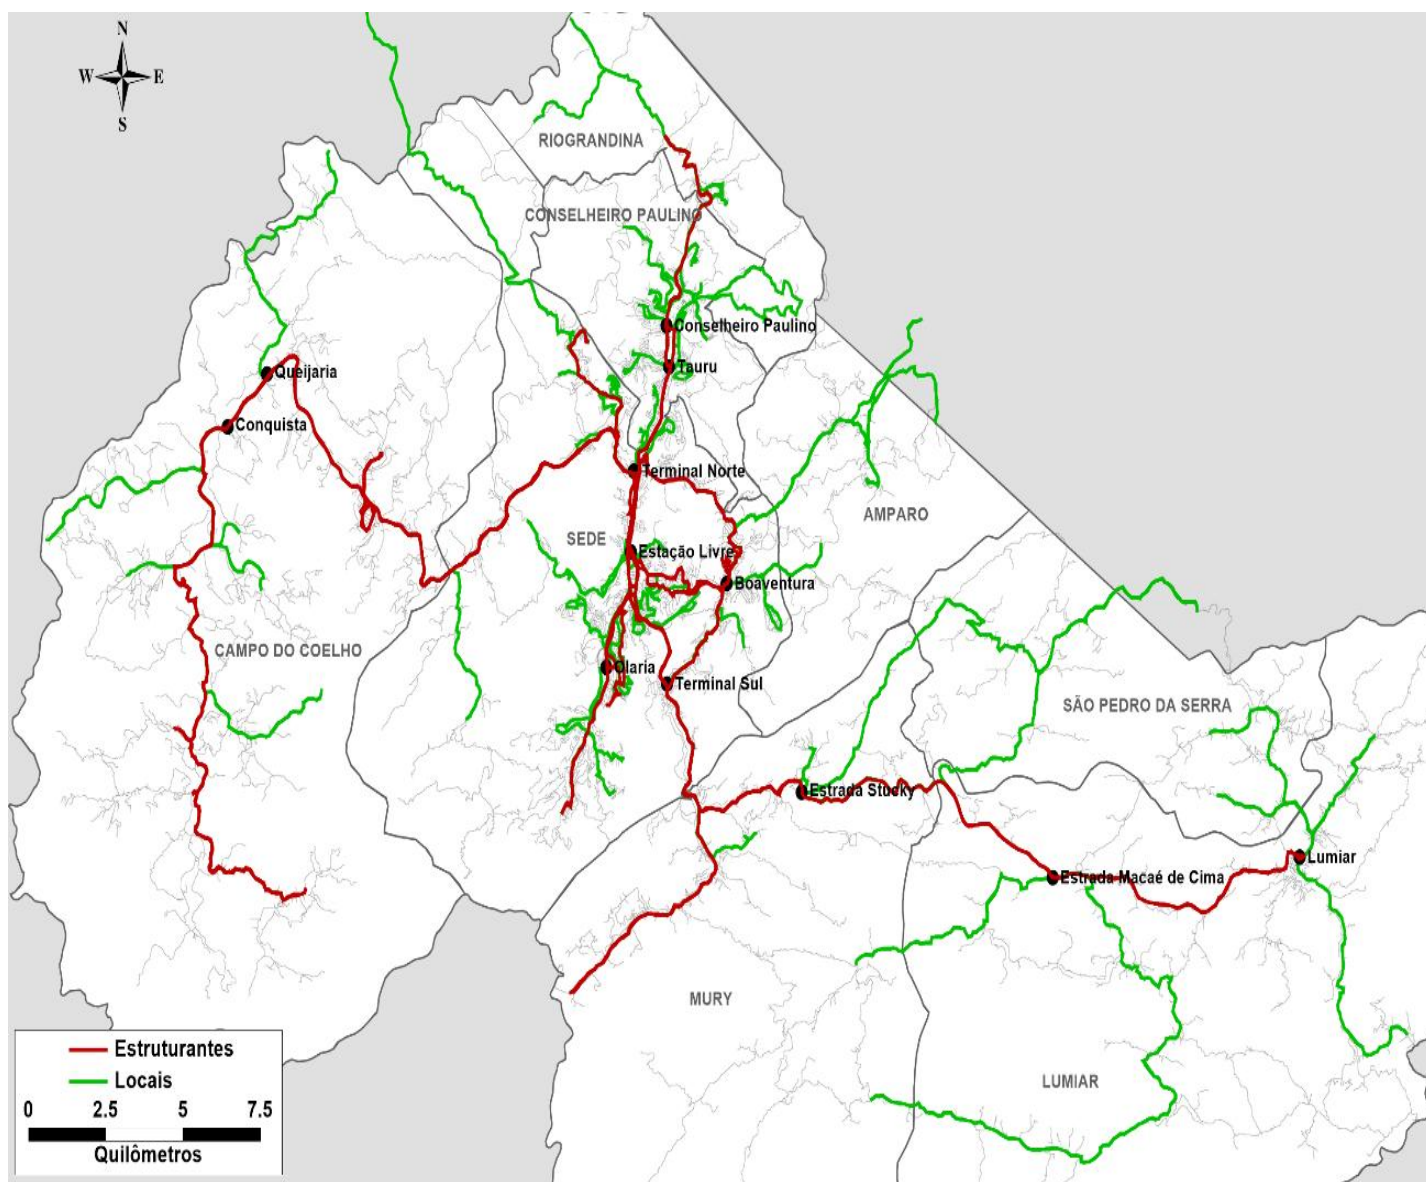 N
W E
S
RIOGRANDINA
CONSELHEIRO PAULINO
Conselheiro Paulino
Tauru
Queijaria
Conquista
Terminal Norte
AMPARO
SEDE
Estação Livre
Boaventura
CAMPO DO COELHO
Olaria
Terminal Sul
SÃO PEDRO DA SERRA
Estrada Stucky
Lumiar
Estrada Macaé de Cima
MURY
LUMIAR
Estruturantes
Locais
0 2.5 5 7.5
Quilômetros